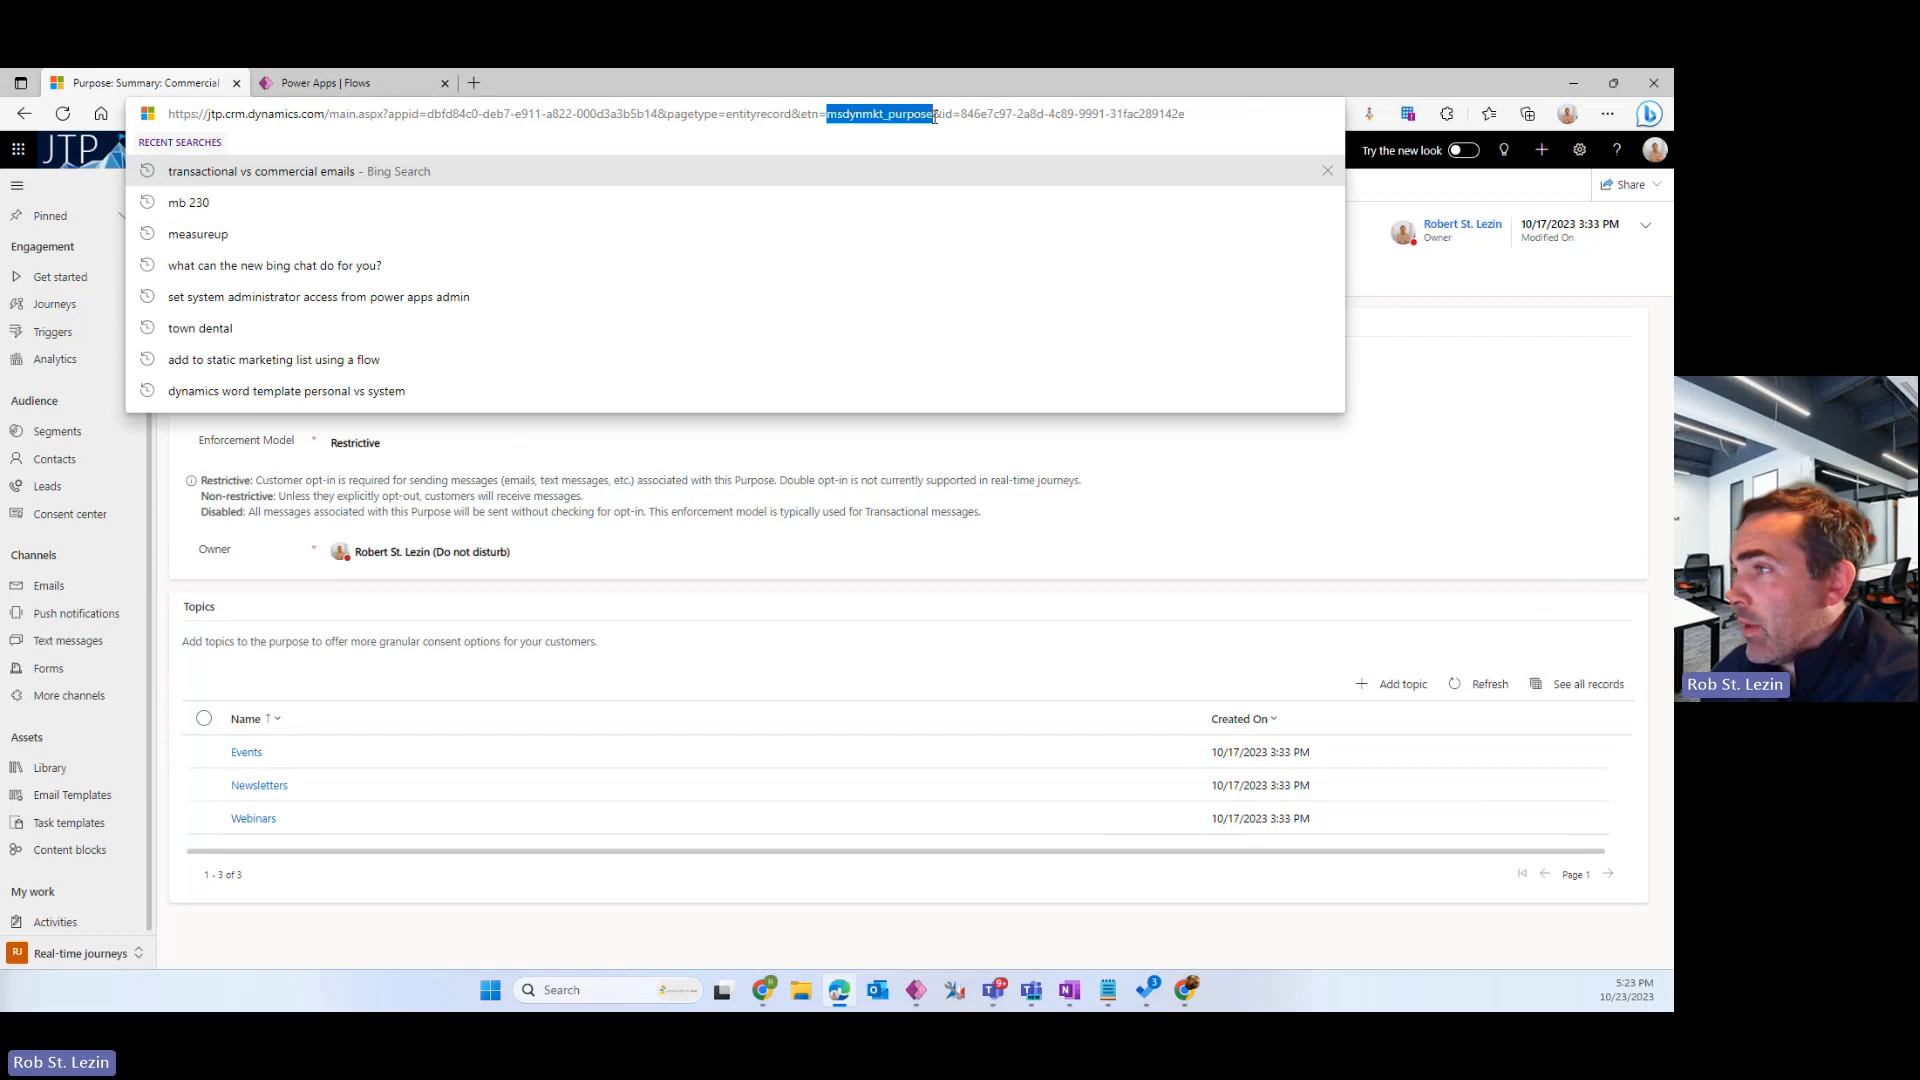 Purpose: Summary: Commercial
Power Apps | Flows
https://jtp.crm.dynamics.com/main.aspx?appid=dbfd84c0-deb7-e911-a822-000d3a3b5b14&pagetype=entityrecord&etn=msdynmkt_purpose&id=846e7c97-2a8d-4c89-9991-31fac289142e
RECENT SEARCHES
transactional vs commercial emails - Bing Search
mb 230
measureup
what can the new bing chat do for you?
set system administrator access from power apps admin
town dental
add to static marketing list using a flow
dynamics word template personal vs system
JTP
Try the new look
Share
Robert St. Lezin
Owner
10/17/2023 3:33 PM
Modified On
Pinned
Engagement
Get started
Journeys
Triggers
Analytics
Audience
Segments
Contacts
Leads
Consent center
Channels
Emails
Push notifications
Text messages
Forms
More channels
Assets
Library
Email Templates
Task templates
Content blocks
My work
Activities
RJ
Real-time journeys
Enforcement Model * Restrictive
Restrictive: Customer opt-in is required for sending messages (emails, text messages, etc.) associated with this Purpose. Double opt-in is not currently supported in real-time journeys.
Non-restrictive: Unless they explicitly opt-out, customers will receive messages.
Disabled: All messages associated with this Purpose will be sent without checking for opt-in. This enforcement model is typically used for Transactional messages.
Owner * Robert St. Lezin (Do not disturb)
Topics
Add topics to the purpose to offer more granular consent options for your customers.
Add topic
Refresh
See all records
Name ↑
Created On
Events 10/17/2023 3:33 PM
Newsletters 10/17/2023 3:33 PM
Webinars 10/17/2023 3:33 PM
1 - 3 of 3
Page 1
Search
9+
3
5:23 PM
10/23/2023
Rob St. Lezin
Rob St. Lezin